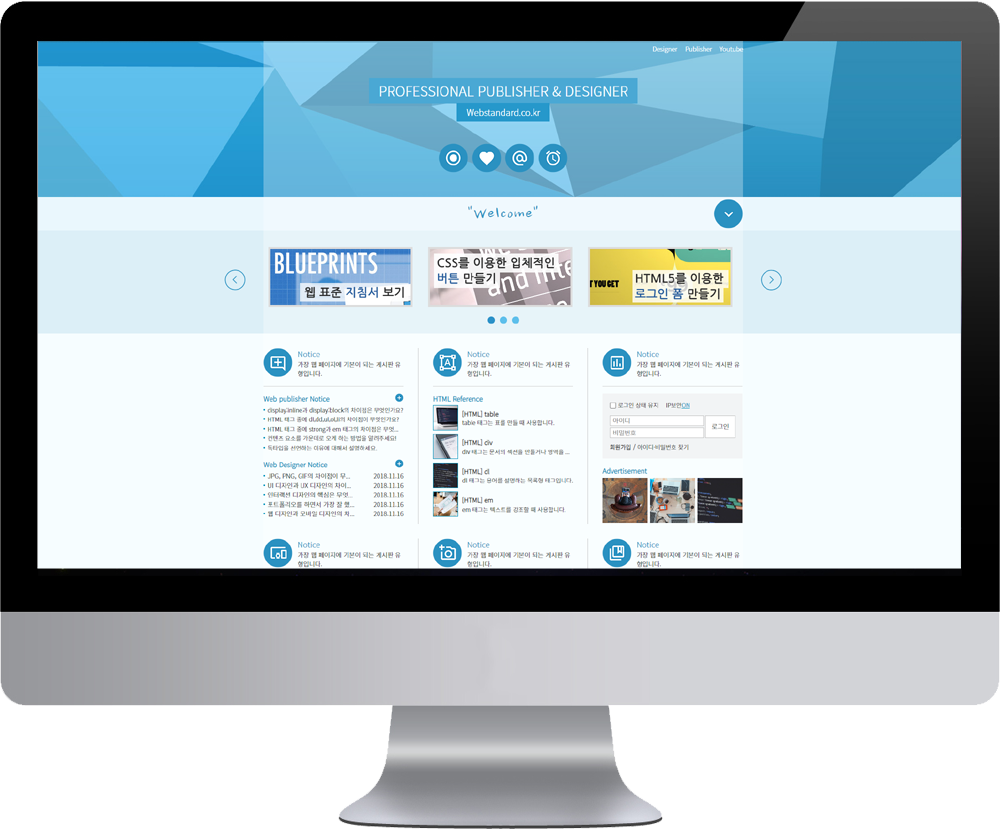 Designer Publisher Youtube
PROFESSIONAL PUBLISHER & DESIGNER
Webstandard.co.kr
"Welcome"
BLUEPRINTS
웹 표준 지침서 보기
CSS를 이용한 입체적인
버튼 만들기
HTML5를 이용한
로그인 폼 만들기
Notice
가장 웹 페이지에 기본이 되는 게시판 유
형입니다.
Notice
가장 웹 페이지에 기본이 되는 게시판 유
형입니다.
Notice
가장 웹 페이지에 기본이 되는 게시판 유
형입니다.
Web publisher Notice
display:inline과 display:block의 차이점은 무엇인가요?
HTML 태그 중에 dl,dd,ul,ol,li의 차이점이 무엇인가요?
HTML 태그 중에 strong과 em 태그의 차이점은 무엇...
컨텐츠 요소를 가운데로 오게 하는 방법을 알려주세요!
독타입을 선언하는 이유에 대해서 설명하세요.
Web Designer Notice
JPG, PNG, GIF의 차이점이 무... 2018.11.16
UI 디자인과 UX 디자인의 차이... 2018.11.16
인터랙션 디자인의 핵심은 무엇... 2018.11.16
포트폴리오를 하면서 가장 잘 했... 2018.11.16
웹 디자인과 모바일 디자인의 차... 2018.11.16
HTML Reference
[HTML] table
table 태그는 표를 만들 때 사용합니다.
[HTML] div
div 태그는 문서의 섹션을 만들거나 영역을 ...
[HTML] dl
dl 태그는 용어를 설명하는 목록형 태그입니다.
[HTML] em
em 태그는 텍스트를 강조할 때 사용합니다.
로그인 상태 유지 IP보안ON
아이디
비밀번호
로그인
회원가입 / 아이디·비밀번호 찾기
Advertisement
Notice
가장 웹 페이지에 기본이 되는 게시판 유
형입니다.
Notice
가장 웹 페이지에 기본이 되는 게시판 유
형입니다.
Notice
가장 웹 페이지에 기본이 되는 게시판 유
형입니다.